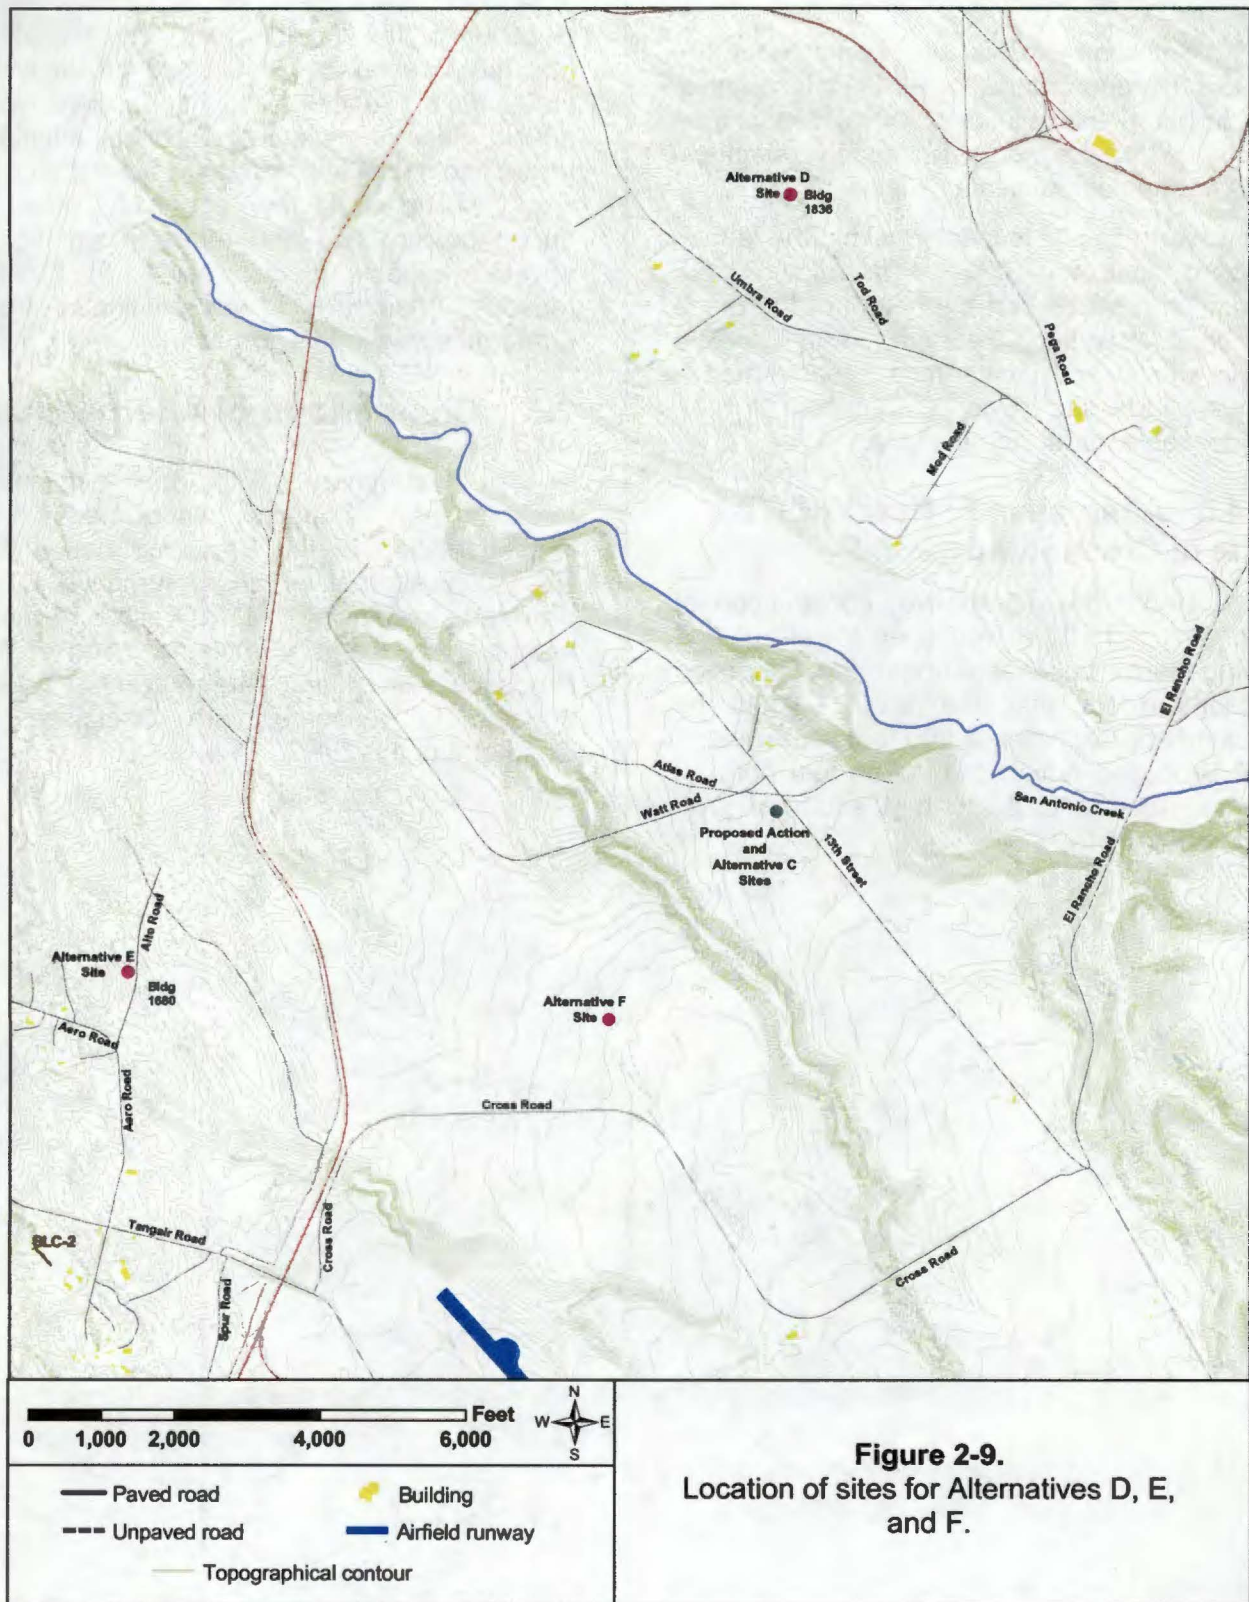 Alternative D
Site
Bldg
1836
Umbra Road
Tod Road
Pega Road
Mod Road
El Rancho Road
Atlas Road
Watt Road
San Antonio Creek
Proposed Action
and
Alternative C
Sites
13th Street
El Rancho Road
Alto Road
Alternative E
Site
Bldg
1680
Alternative F
Site
Aero Road
Aero Road
Cross Road
Tangair Road
Cross Road
Cross Road
SLC-2
Spur Road
Feet
0 1,000 2,000 4,000 6,000
N
W E
S
Paved road
Building
Unpaved road
Airfield runway
Topographical contour
Figure 2-9.
Location of sites for Alternatives D, E,
and F.